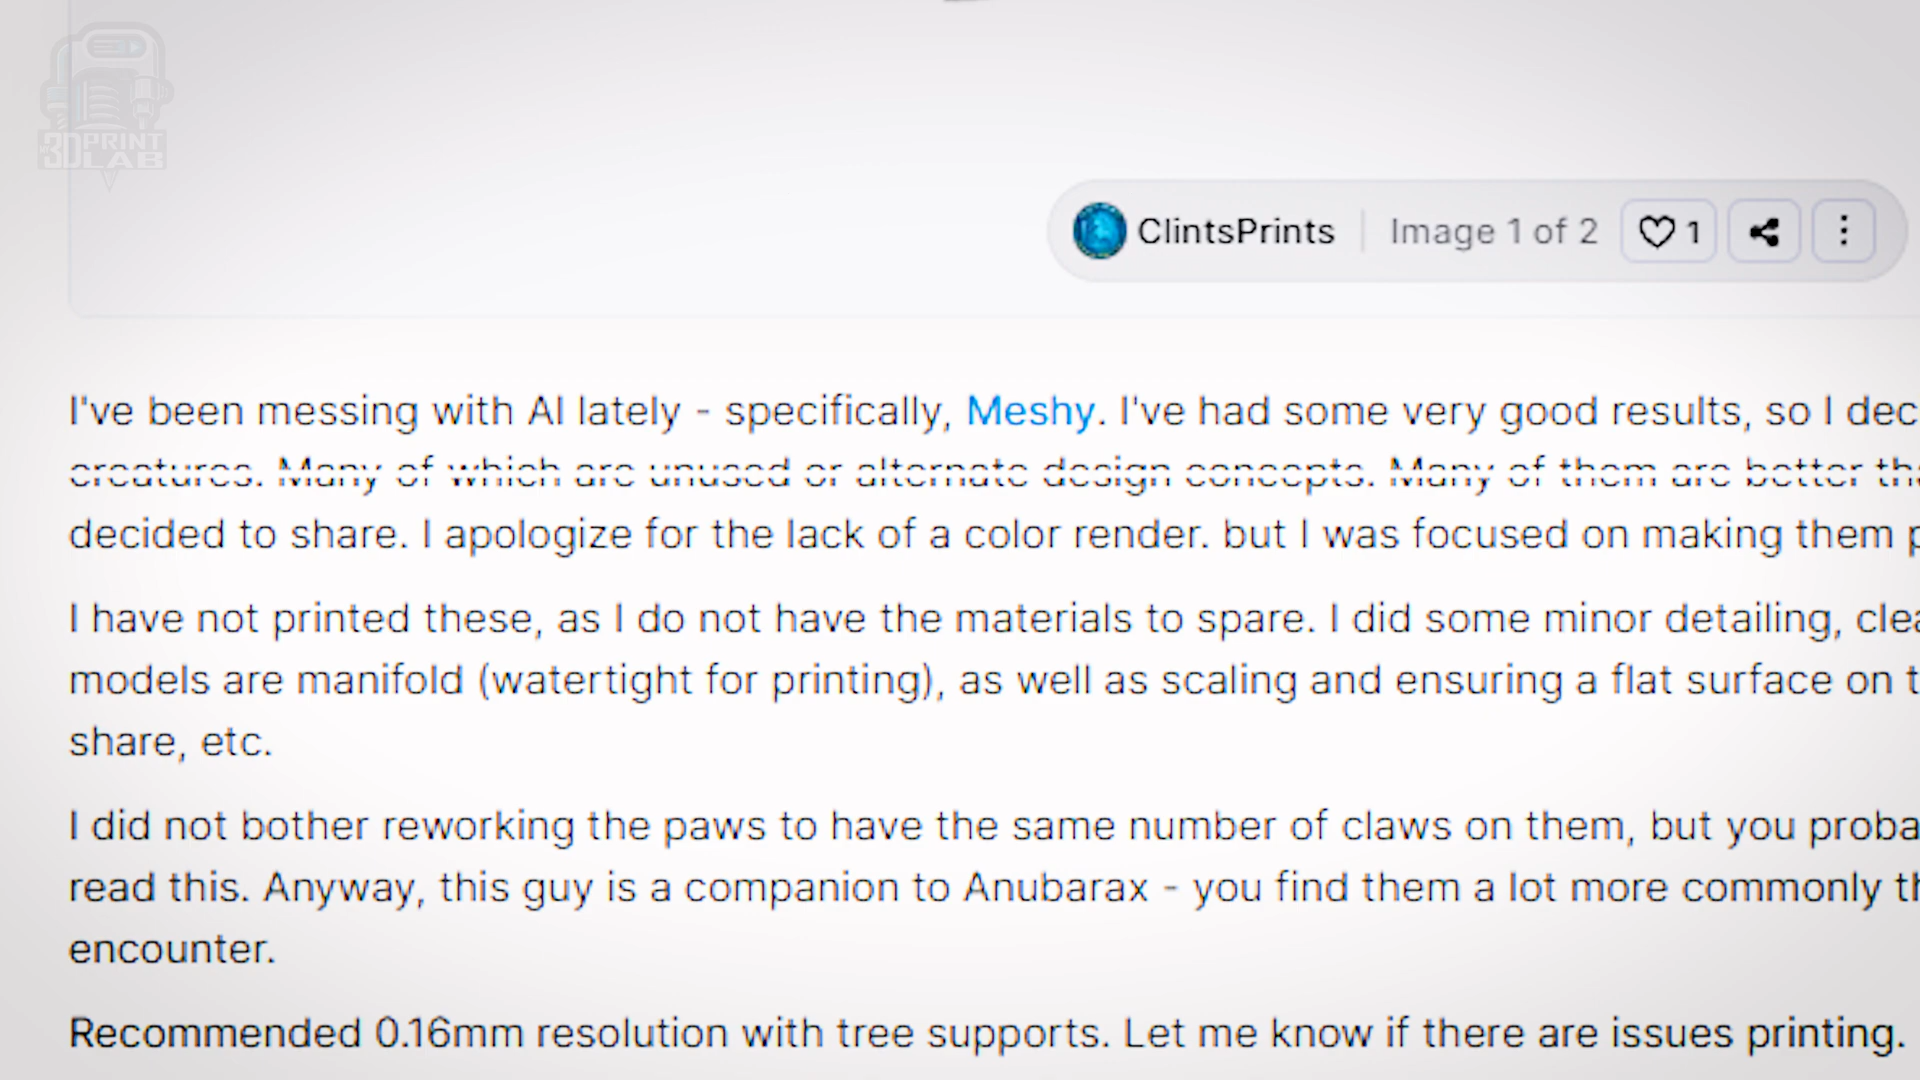 3DPRINT
LAB
ClintsPrints
Image 1 of 2
1
I've been messing with AI lately - specifically, Meshy. I've had some very good results, so I dec
creatures. Many of which are unused or alternate design concepts. Many of them are better tha
decided to share. I apologize for the lack of a color render. but I was focused on making them p
I have not printed these, as I do not have the materials to spare. I did some minor detailing, clea
models are manifold (watertight for printing), as well as scaling and ensuring a flat surface on t
share, etc.
I did not bother reworking the paws to have the same number of claws on them, but you proba
read this. Anyway, this guy is a companion to Anubarax - you find them a lot more commonly th
encounter.
Recommended 0.16mm resolution with tree supports. Let me know if there are issues printing.